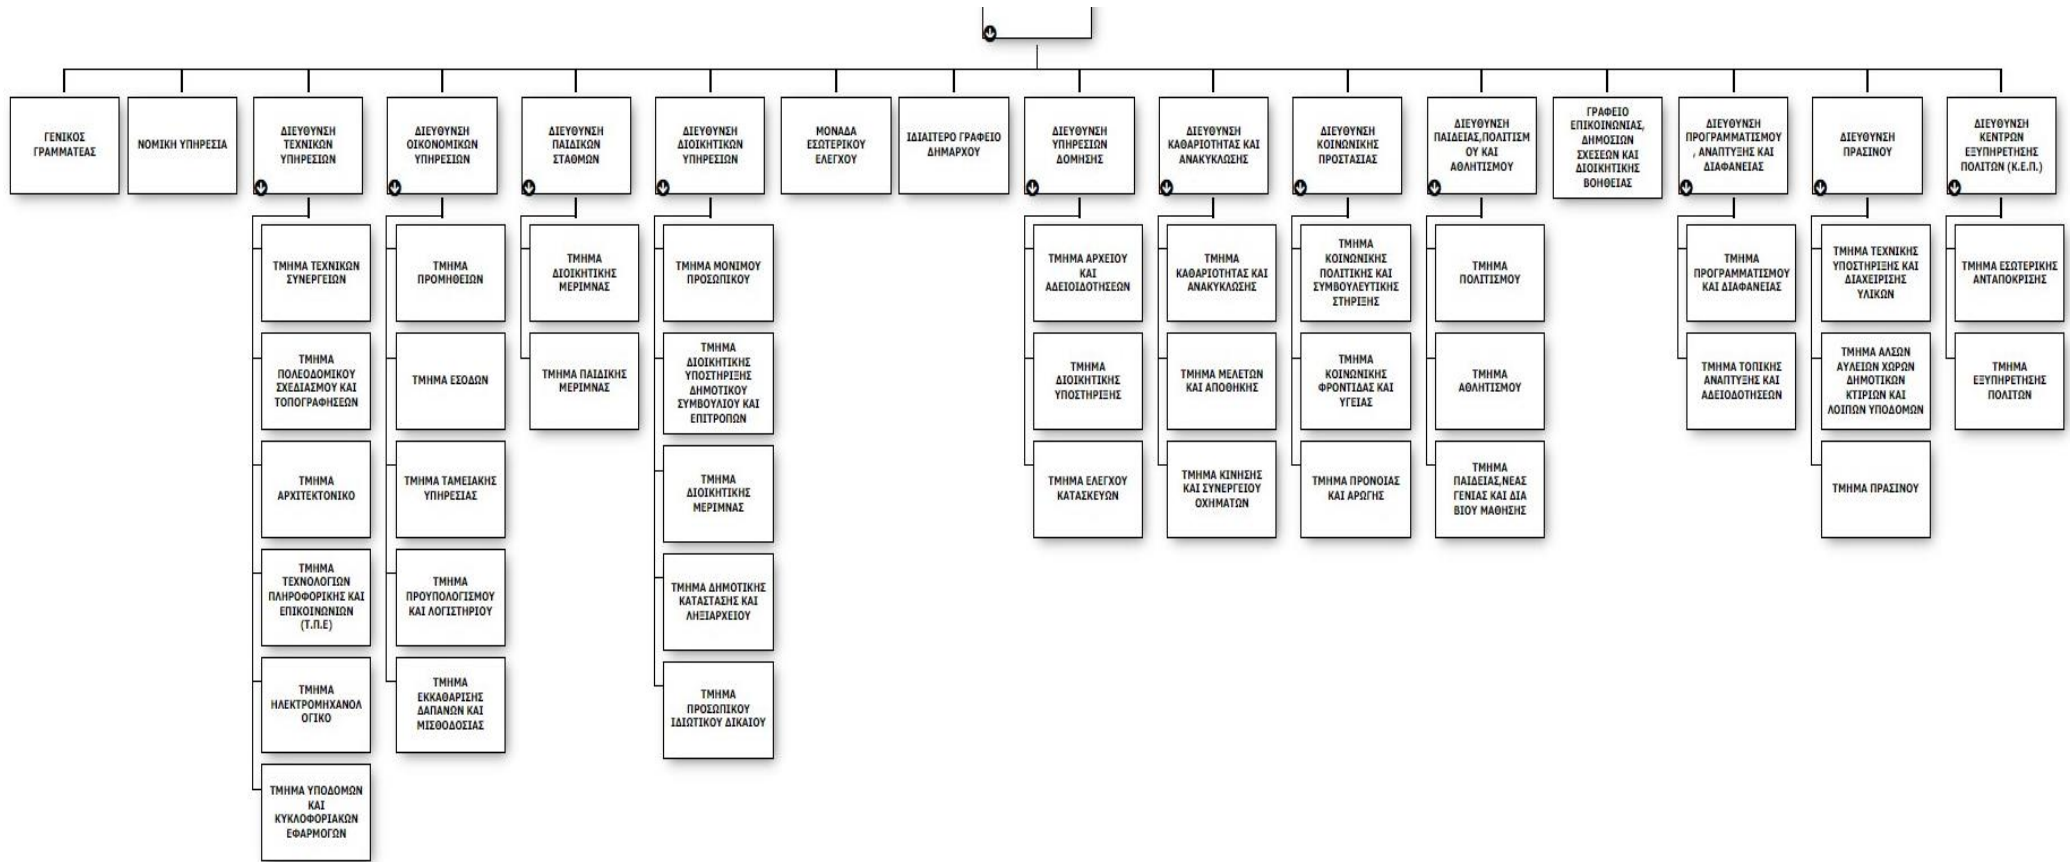 ΓΕΝΙΚΟΣ
ΓΡΑΜΜΑΤΕΑΣ
ΝΟΜΙΚΗ ΥΠΗΡΕΣΙΑ
ΔΙΕΥΘΥΝΣΗ
ΤΕΧΝΙΚΩΝ
ΥΠΗΡΕΣΙΩΝ
ΔΙΕΥΘΥΝΣΗ
ΟΙΚΟΝΟΜΙΚΩΝ
ΥΠΗΡΕΣΙΩΝ
ΔΙΕΥΘΥΝΣΗ
ΠΑΙΔΙΚΩΝ
ΣΤΑΘΜΩΝ
ΔΙΕΥΘΥΝΣΗ
ΔΙΟΙΚΗΤΙΚΩΝ
ΥΠΗΡΕΣΙΩΝ
ΜΟΝΑΔΑ
ΕΣΩΤΕΡΙΚΟΥ
ΕΛΕΓΧΟΥ
ΙΔΙΑΙΤΕΡΟ ΓΡΑΦΕΙΟ
ΔΗΜΑΡΧΟΥ
ΔΙΕΥΘΥΝΣΗ
ΥΠΗΡΕΣΙΩΝ
ΔΟΜΗΣΗΣ
ΔΙΕΥΘΥΝΣΗ
ΚΑΘΑΡΙΟΤΗΤΑΣ ΚΑΙ
ΑΝΑΚΥΚΛΩΣΗΣ
ΔΙΕΥΘΥΝΣΗ
ΚΟΙΝΩΝΙΚΗΣ
ΠΡΟΣΤΑΣΙΑΣ
ΔΙΕΥΘΥΝΣΗ
ΠΑΙΔΕΙΑΣ,ΠΟΛΙΤΙΣΜ
ΟΥ ΚΑΙ
ΑΘΛΗΤΙΣΜΟΥ
ΓΡΑΦΕΙΟ
ΕΠΙΚΟΙΝΩΝΙΑΣ,
ΔΗΜΟΣΙΩΝ
ΣΧΕΣΕΩΝ ΚΑΙ
ΔΙΟΙΚΗΤΙΚΗΣ
ΒΟΗΘΕΙΑΣ
ΔΙΕΥΘΥΝΣΗ
ΠΡΟΓΡΑΜΜΑΤΙΣΜΟΥ
, ΑΝΑΠΤΥΞΗΣ ΚΑΙ
ΔΙΑΦΑΝΕΙΑΣ
ΔΙΕΥΘΥΝΣΗ
ΠΡΑΣΙΝΟΥ
ΔΙΕΥΘΥΝΣΗ
ΚΕΝΤΡΩΝ
ΕΞΥΠΗΡΕΤΗΣΗΣ
ΠΟΛΙΤΩΝ (Κ.Ε.Π.)
ΤΜΗΜΑ ΤΕΧΝΙΚΩΝ
ΣΥΝΕΡΓΕΙΩΝ
ΤΜΗΜΑ
ΠΟΛΕΟΔΟΜΙΚΟΥ
ΣΧΕΔΙΑΣΜΟΥ ΚΑΙ
ΤΟΠΟΓΡΑΦΗΣΕΩΝ
ΤΜΗΜΑ
ΑΡΧΙΤΕΚΤΟΝΙΚΟ
ΤΜΗΜΑ
ΤΕΧΝΟΛΟΓΙΩΝ
ΠΛΗΡΟΦΟΡΙΚΗΣ ΚΑΙ
ΕΠΙΚΟΙΝΩΝΙΩΝ
(Τ.Π.Ε)
ΤΜΗΜΑ
ΗΛΕΚΤΡΟΜΗΧΑΝΟΛ
ΟΓΙΚΟ
ΤΜΗΜΑ ΥΠΟΔΟΜΩΝ
ΚΑΙ
ΚΥΚΛΟΦΟΡΙΑΚΩΝ
ΕΦΑΡΜΟΓΩΝ
ΤΜΗΜΑ
ΠΡΟΜΗΘΕΙΩΝ
ΤΜΗΜΑ ΕΣΟΔΩΝ
ΤΜΗΜΑ ΤΑΜΕΙΑΚΗΣ
ΥΠΗΡΕΣΙΑΣ
ΤΜΗΜΑ
ΠΡΟΥΠΟΛΟΓΙΣΜΟΥ
ΚΑΙ ΛΟΓΙΣΤΗΡΙΟΥ
ΤΜΗΜΑ
ΕΚΚΑΘΑΡΙΣΗΣ
ΔΑΠΑΝΩΝ ΚΑΙ
ΜΙΣΘΟΔΟΣΙΑΣ
ΤΜΗΜΑ
ΔΙΟΙΚΗΤΙΚΗΣ
ΜΕΡΙΜΝΑΣ
ΤΜΗΜΑ ΠΑΙΔΙΚΗΣ
ΜΕΡΙΜΝΑΣ
ΤΜΗΜΑ ΜΟΝΙΜΟΥ
ΠΡΟΣΩΠΙΚΟΥ
ΤΜΗΜΑ
ΔΙΟΙΚΗΤΙΚΗΣ
ΥΠΟΣΤΗΡΙΞΗΣ
ΔΗΜΟΤΙΚΟΥ
ΣΥΜΒΟΥΛΙΟΥ ΚΑΙ
ΕΠΙΤΡΟΠΩΝ
ΤΜΗΜΑ
ΔΙΟΙΚΗΤΙΚΗΣ
ΜΕΡΙΜΝΑΣ
ΤΜΗΜΑ ΔΗΜΟΤΙΚΗΣ
ΚΑΤΑΣΤΑΣΗΣ ΚΑΙ
ΛΗΞΙΑΡΧΕΙΟΥ
ΤΜΗΜΑ
ΠΡΟΣΩΠΙΚΟΥ
ΙΔΙΩΤΙΚΟΥ ΔΙΚΑΙΟΥ
ΤΜΗΜΑ ΑΡΧΕΙΟΥ
ΚΑΙ
ΑΔΕΙΟΙΔΟΤΗΣΕΩΝ
ΤΜΗΜΑ
ΔΙΟΙΚΗΤΙΚΗΣ
ΥΠΟΣΤΗΡΙΞΗΣ
ΤΜΗΜΑ ΕΛΕΓΧΟΥ
ΚΑΤΑΣΚΕΥΩΝ
ΤΜΗΜΑ
ΚΑΘΑΡΙΟΤΗΤΑΣ ΚΑΙ
ΑΝΑΚΥΚΛΩΣΗΣ
ΤΜΗΜΑ ΜΕΛΕΤΩΝ
ΚΑΙ ΑΠΟΘΗΚΗΣ
ΤΜΗΜΑ ΚΙΝΗΣΗΣ
ΚΑΙ ΣΥΝΕΡΓΕΙΟΥ
ΟΧΗΜΑΤΩΝ
ΤΜΗΜΑ
ΚΟΙΝΩΝΙΚΗΣ
ΠΟΛΙΤΙΚΗΣ ΚΑΙ
ΣΥΜΒΟΥΛΕΥΤΙΚΗΣ
ΣΤΗΡΙΞΗΣ
ΤΜΗΜΑ
ΚΟΙΝΩΝΙΚΗΣ
ΦΡΟΝΤΙΔΑΣ ΚΑΙ
ΥΓΕΙΑΣ
ΤΜΗΜΑ ΠΡΟΝΟΙΑΣ
ΚΑΙ ΑΡΩΓΗΣ
ΤΜΗΜΑ
ΠΟΛΙΤΙΣΜΟΥ
ΤΜΗΜΑ
ΑΘΛΗΤΙΣΜΟΥ
ΤΜΗΜΑ
ΠΑΙΔΕΙΑΣ,ΝΕΑΣ
ΓΕΝΙΑΣ ΚΑΙ ΔΙΑ
ΒΙΟΥ ΜΑΘΗΣΗΣ
ΤΜΗΜΑ
ΠΡΟΓΡΑΜΜΑΤΙΣΜΟΥ
ΚΑΙ ΔΙΑΦΑΝΕΙΑΣ
ΤΜΗΜΑ ΤΟΠΙΚΗΣ
ΑΝΑΠΤΥΞΗΣ ΚΑΙ
ΑΔΕΙΟΔΟΤΗΣΕΩΝ
ΤΜΗΜΑ ΤΕΧΝΙΚΗΣ
ΥΠΟΣΤΗΡΙΞΗΣ ΚΑΙ
ΔΙΑΧΕΙΡΙΣΗΣ
ΥΛΙΚΩΝ
ΤΜΗΜΑ ΑΛΣΩΝ
ΑΥΛΕΙΩΝ ΧΩΡΩΝ
ΔΗΜΟΤΙΚΩΝ
ΚΤΙΡΙΩΝ ΚΑΙ
ΛΟΙΠΩΝ ΥΠΟΔΟΜΩΝ
ΤΜΗΜΑ ΠΡΑΣΙΝΟΥ
ΤΜΗΜΑ ΕΣΩΤΕΡΙΚΗΣ
ΑΝΤΑΠΟΚΡΙΣΗΣ
ΤΜΗΜΑ
ΕΞΥΠΗΡΕΤΗΣΗΣ
ΠΟΛΙΤΩΝ